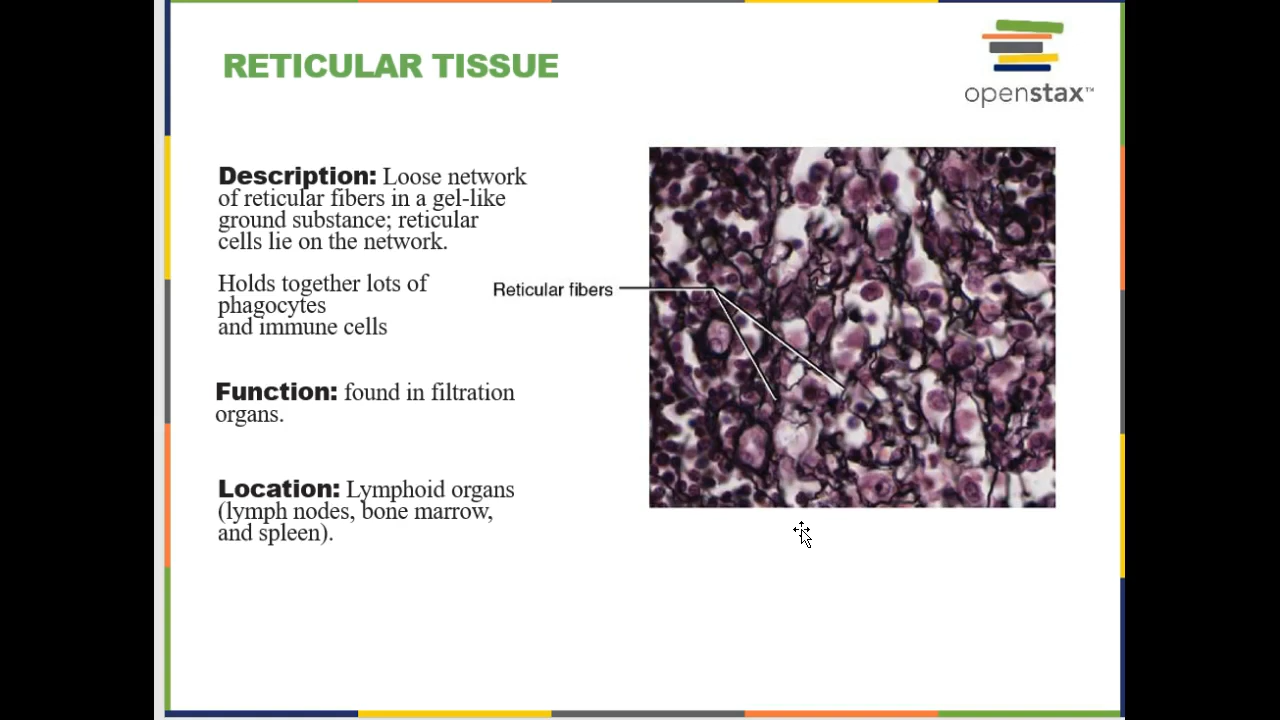 RETICULAR TISSUE
openstax™
Description: Loose network
of reticular fibers in a gel-like
ground substance; reticular
cells lie on the network.
Holds together lots of
phagocytes
and immune cells
Reticular fibers
Function: found in filtration
organs.
Location: Lymphoid organs
(lymph nodes, bone marrow,
and spleen).